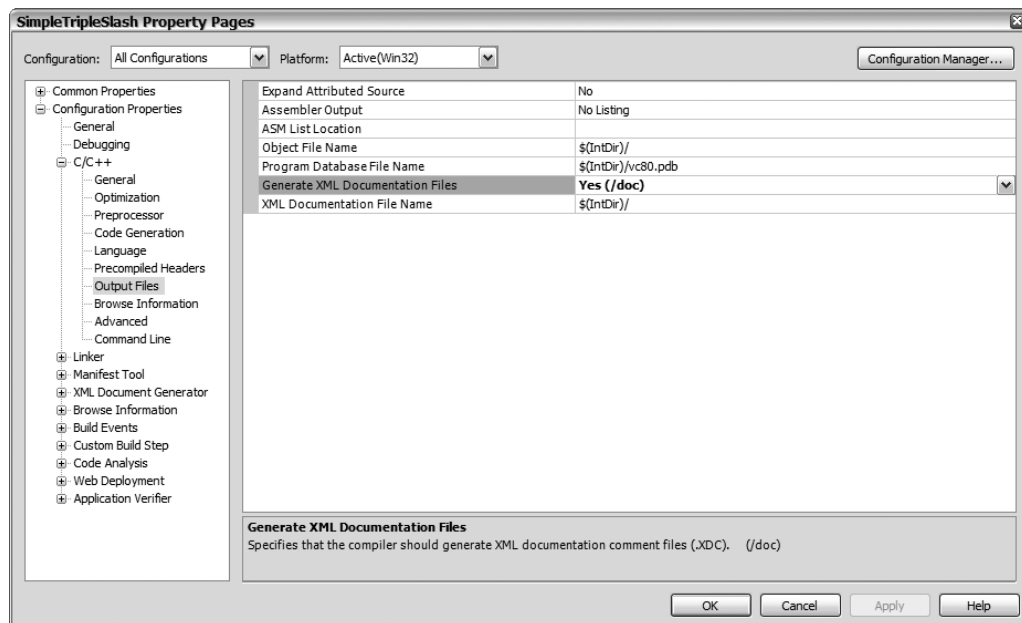 SimpleTripleSlash Property Pages
Configuration: All Configurations Platform: Active(Win32) Configuration Manager...
Common Properties
Configuration Properties
General
Debugging
C/C++
General
Optimization
Preprocessor
Code Generation
Language
Precompiled Headers
Output Files
Browse Information
Advanced
Command Line
Linker
Manifest Tool
XML Document Generator
Browse Information
Build Events
Custom Build Step
Code Analysis
Web Deployment
Application Verifier
Expand Attributed Source No
Assembler Output No Listing
ASM List Location
Object File Name $(IntDir)/
Program Database File Name $(IntDir)/vc80.pdb
Generate XML Documentation Files Yes (/doc)
XML Documentation File Name $(IntDir)/
Generate XML Documentation Files
Specifies that the compiler should generate XML documentation comment files (.XDC). (/doc)
OK Cancel Apply Help